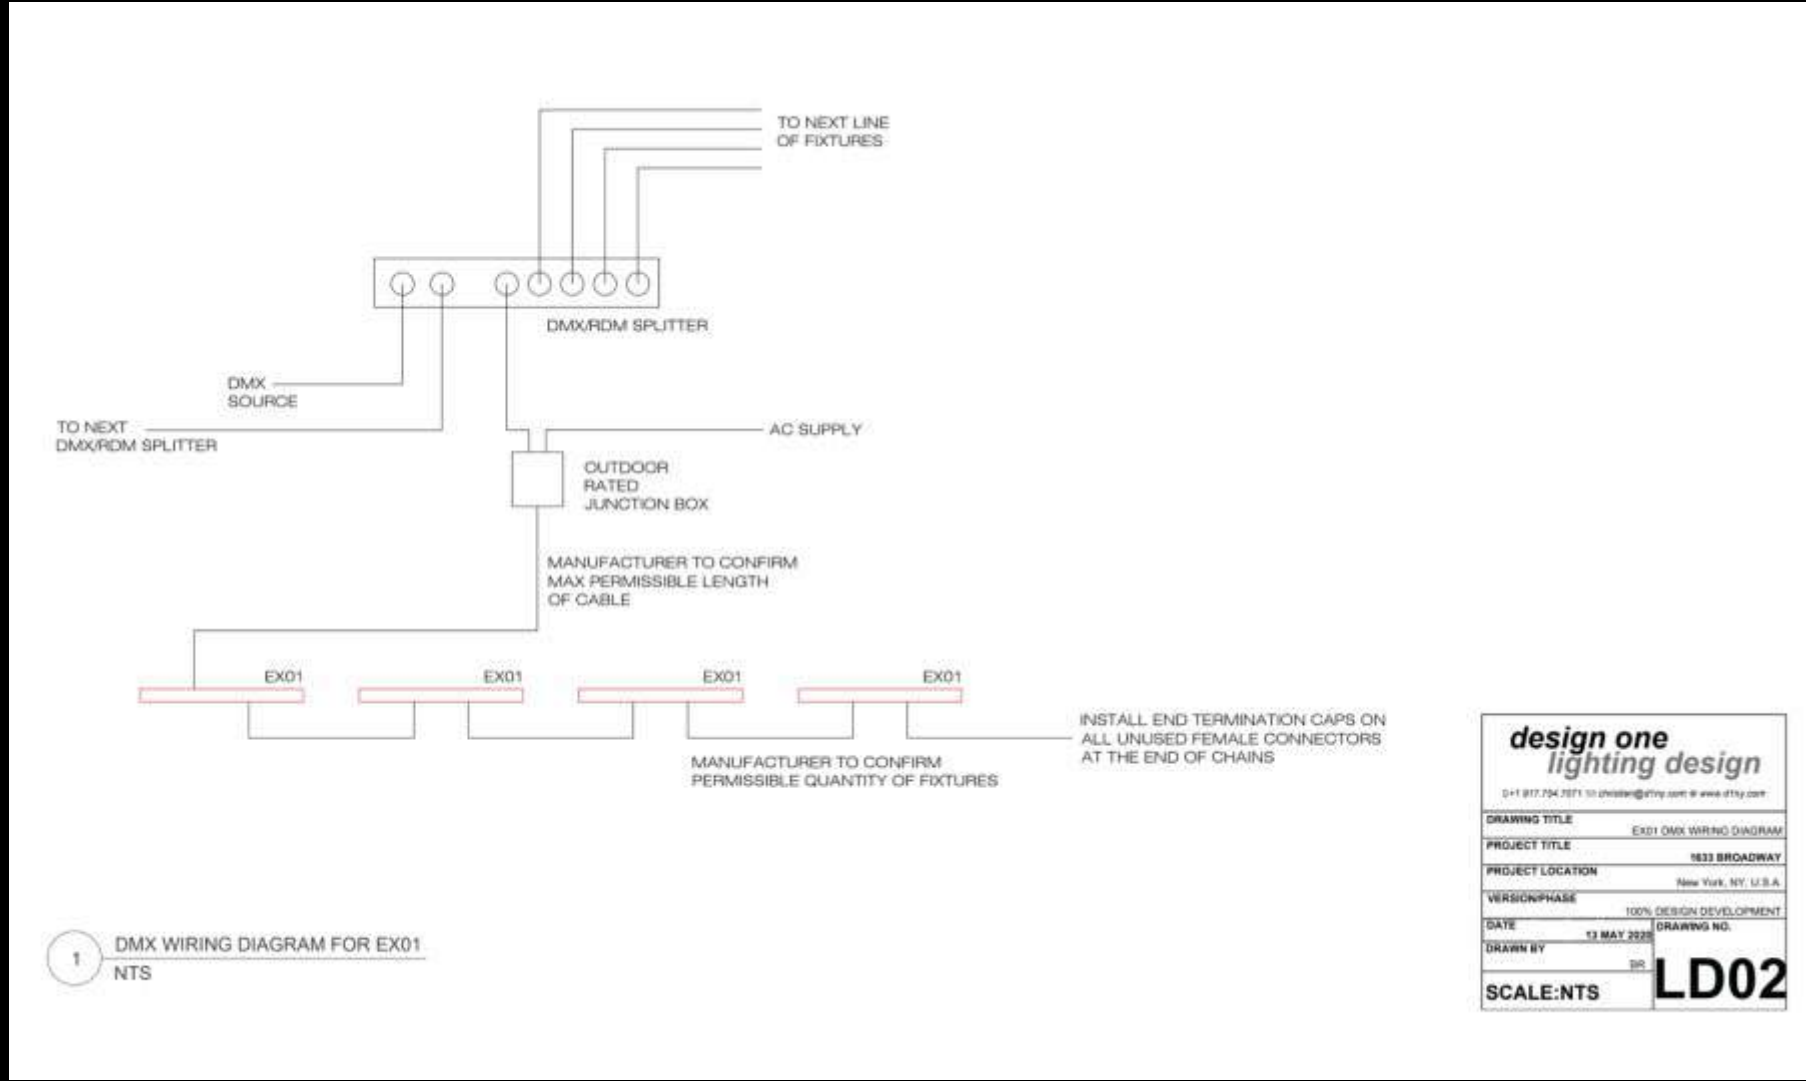 TO NEXT LINE
OF FIXTURES
DMX/RDM SPLITTER
DMX
SOURCE
TO NEXT
DMX/RDM SPLITTER
AC SUPPLY
OUTDOOR
RATED
JUNCTION BOX
MANUFACTURER TO CONFIRM
MAX PERMISSIBLE LENGTH
OF CABLE
EX01
EX01
EX01
EX01
INSTALL END TERMINATION CAPS ON
ALL UNUSED FEMALE CONNECTORS
AT THE END OF CHAINS
MANUFACTURER TO CONFIRM
PERMISSIBLE QUANTITY OF FIXTURES
1
DMX WIRING DIAGRAM FOR EX01
NTS
design one
lighting design
DRAWING TITLE
EX01 DMX WIRING DIAGRAM
PROJECT TITLE
1633 BROADWAY
PROJECT LOCATION
New York, NY, U.S.A
VERSION/PHASE
100% DESIGN DEVELOPMENT
DATE
13 MAY 2020
DRAWN BY
BR
SCALE:NTS
DRAWING NO.
LD02